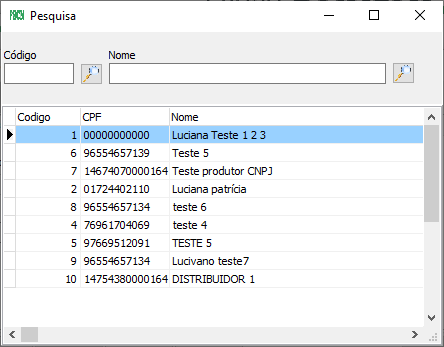 Pesquisa
Código Nome
Codigo CPF Nome
1 00000000000 Luciana Teste 1 2 3
6 96554657139 Teste 5
7 14674070000164 Teste produtor CNPJ
2 01724402110 Luciana patrícia
8 96554657134 teste 6
4 76961704069 teste 4
5 97669512091 TESTE 5
9 96554657134 Lucivano teste7
10 14754380000164 DISTRIBUIDOR 1